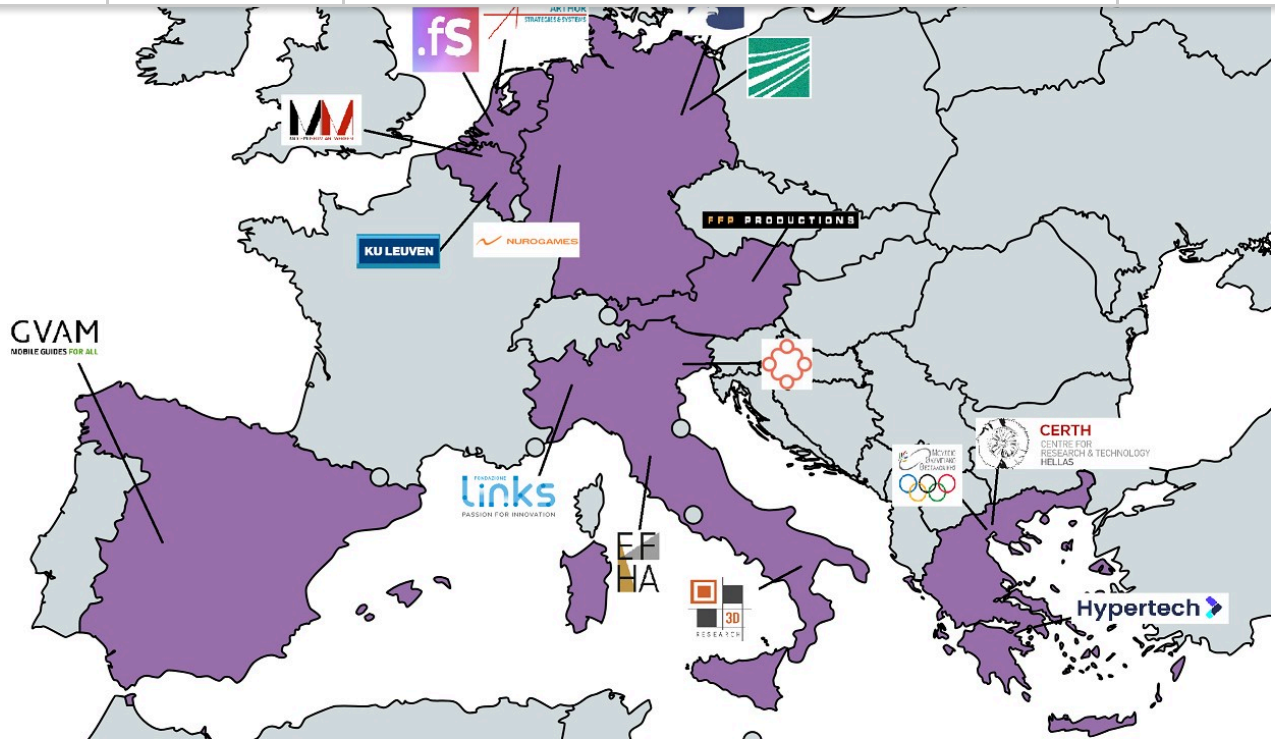 .fS
ARTHUR
STRATEGIES & SYSTEMS
MM
KU LEUVEN
NUROGAMES
FFP PRODUCTIONS
GVAM
MOBILE GUIDES FOR ALL
CERTH
CENTRE FOR
RESEARCH & TECHNOLOGY
HELLAS
FONDAZIONE
links
PASSION FOR INNOVATION
EF
HA
3D
RESEARCH
Hypertech